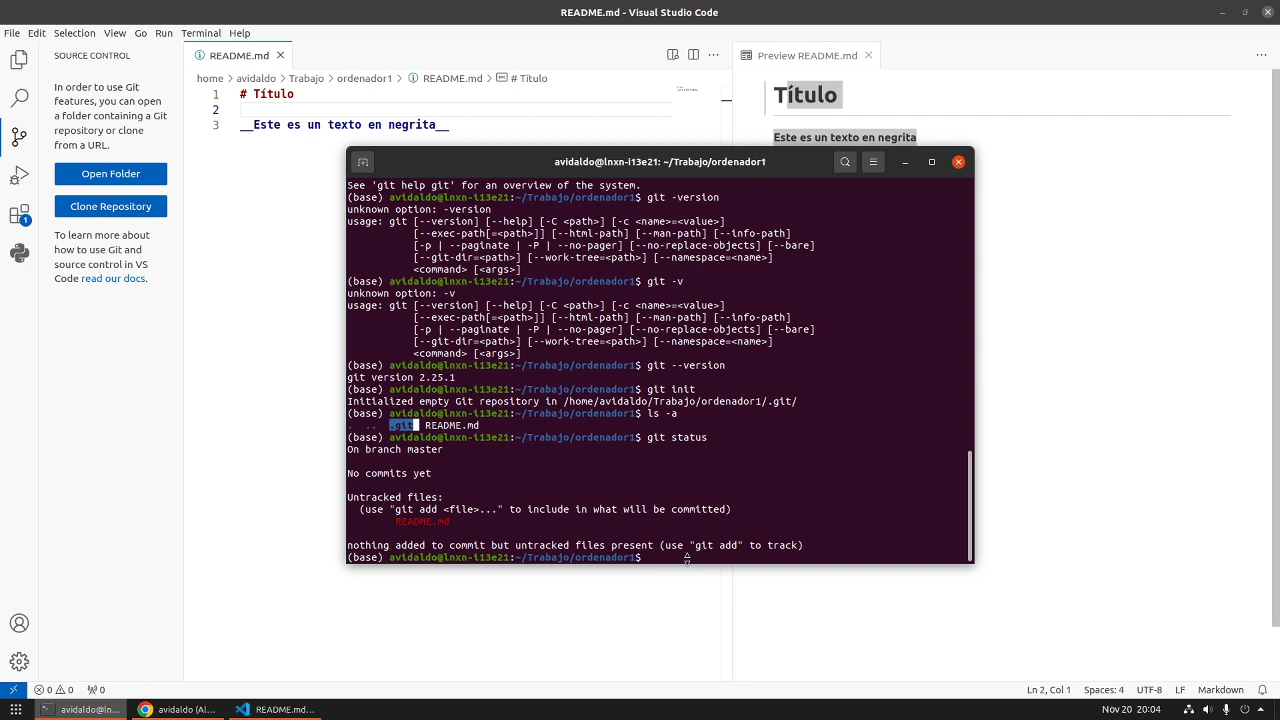 README.md - Visual Studio Code
File Edit Selection View Go Run Terminal Help
SOURCE CONTROL
In order to use Git
features, you can open
a folder containing a Git
repository or clone
from a URL.
Open Folder
Clone Repository
To learn more about
how to use Git and
source control in VS
Code read our docs.
1
README.md
home > avidaldo > Trabajo > ordenador1 > README.md > # Título
1 # Título
2
3 __Este es un texto en negrita__
Preview README.md
Título
Este es un texto en negrita
avidaldo@lnxn-i13e21: ~/Trabajo/ordenador1
See 'git help git' for an overview of the system.
(base) avidaldo@lnxn-i13e21:~/Trabajo/ordenador1$ git -version
unknown option: -version
usage: git [--version] [--help] [-C <path>] [-c <name>=<value>]
[--exec-path[=<path>]] [--html-path] [--man-path] [--info-path]
[-p | --paginate | -P | --no-pager] [--no-replace-objects] [--bare]
[--git-dir=<path>] [--work-tree=<path>] [--namespace=<name>]
<command> [<args>]
(base) avidaldo@lnxn-i13e21:~/Trabajo/ordenador1$ git -v
unknown option: -v
usage: git [--version] [--help] [-C <path>] [-c <name>=<value>]
[--exec-path[=<path>]] [--html-path] [--man-path] [--info-path]
[-p | --paginate | -P | --no-pager] [--no-replace-objects] [--bare]
[--git-dir=<path>] [--work-tree=<path>] [--namespace=<name>]
<command> [<args>]
(base) avidaldo@lnxn-i13e21:~/Trabajo/ordenador1$ git --version
git version 2.25.1
(base) avidaldo@lnxn-i13e21:~/Trabajo/ordenador1$ git init
Initialized empty Git repository in /home/avidaldo/Trabajo/ordenador1/.git/
(base) avidaldo@lnxn-i13e21:~/Trabajo/ordenador1$ ls -a
. .. .git README.md
(base) avidaldo@lnxn-i13e21:~/Trabajo/ordenador1$ git status
On branch master
No commits yet
Untracked files:
(use "git add <file>..." to include in what will be committed)
README.md
nothing added to commit but untracked files present (use "git add" to track)
(base) avidaldo@lnxn-i13e21:~/Trabajo/ordenador1$
0 0 0
Ln 2, Col 1 Spaces: 4 UTF-8 LF Markdown
avidaldo@ln... avidaldo (Al... README.md... Nov 20 20:04